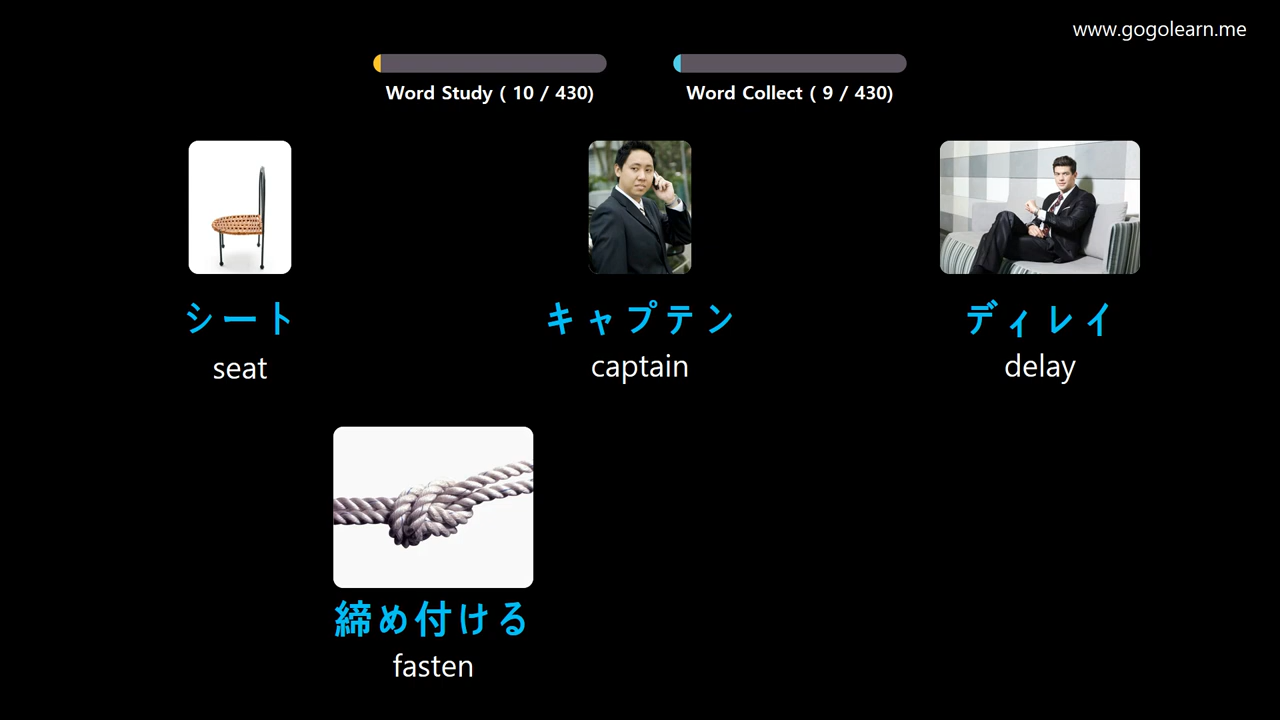 www.gogolearn.me
Word Study ( 10 / 430)
Word Collect ( 9 / 430)
シート
seat
キャプテン
captain
ディレイ
delay
締め付ける
fasten